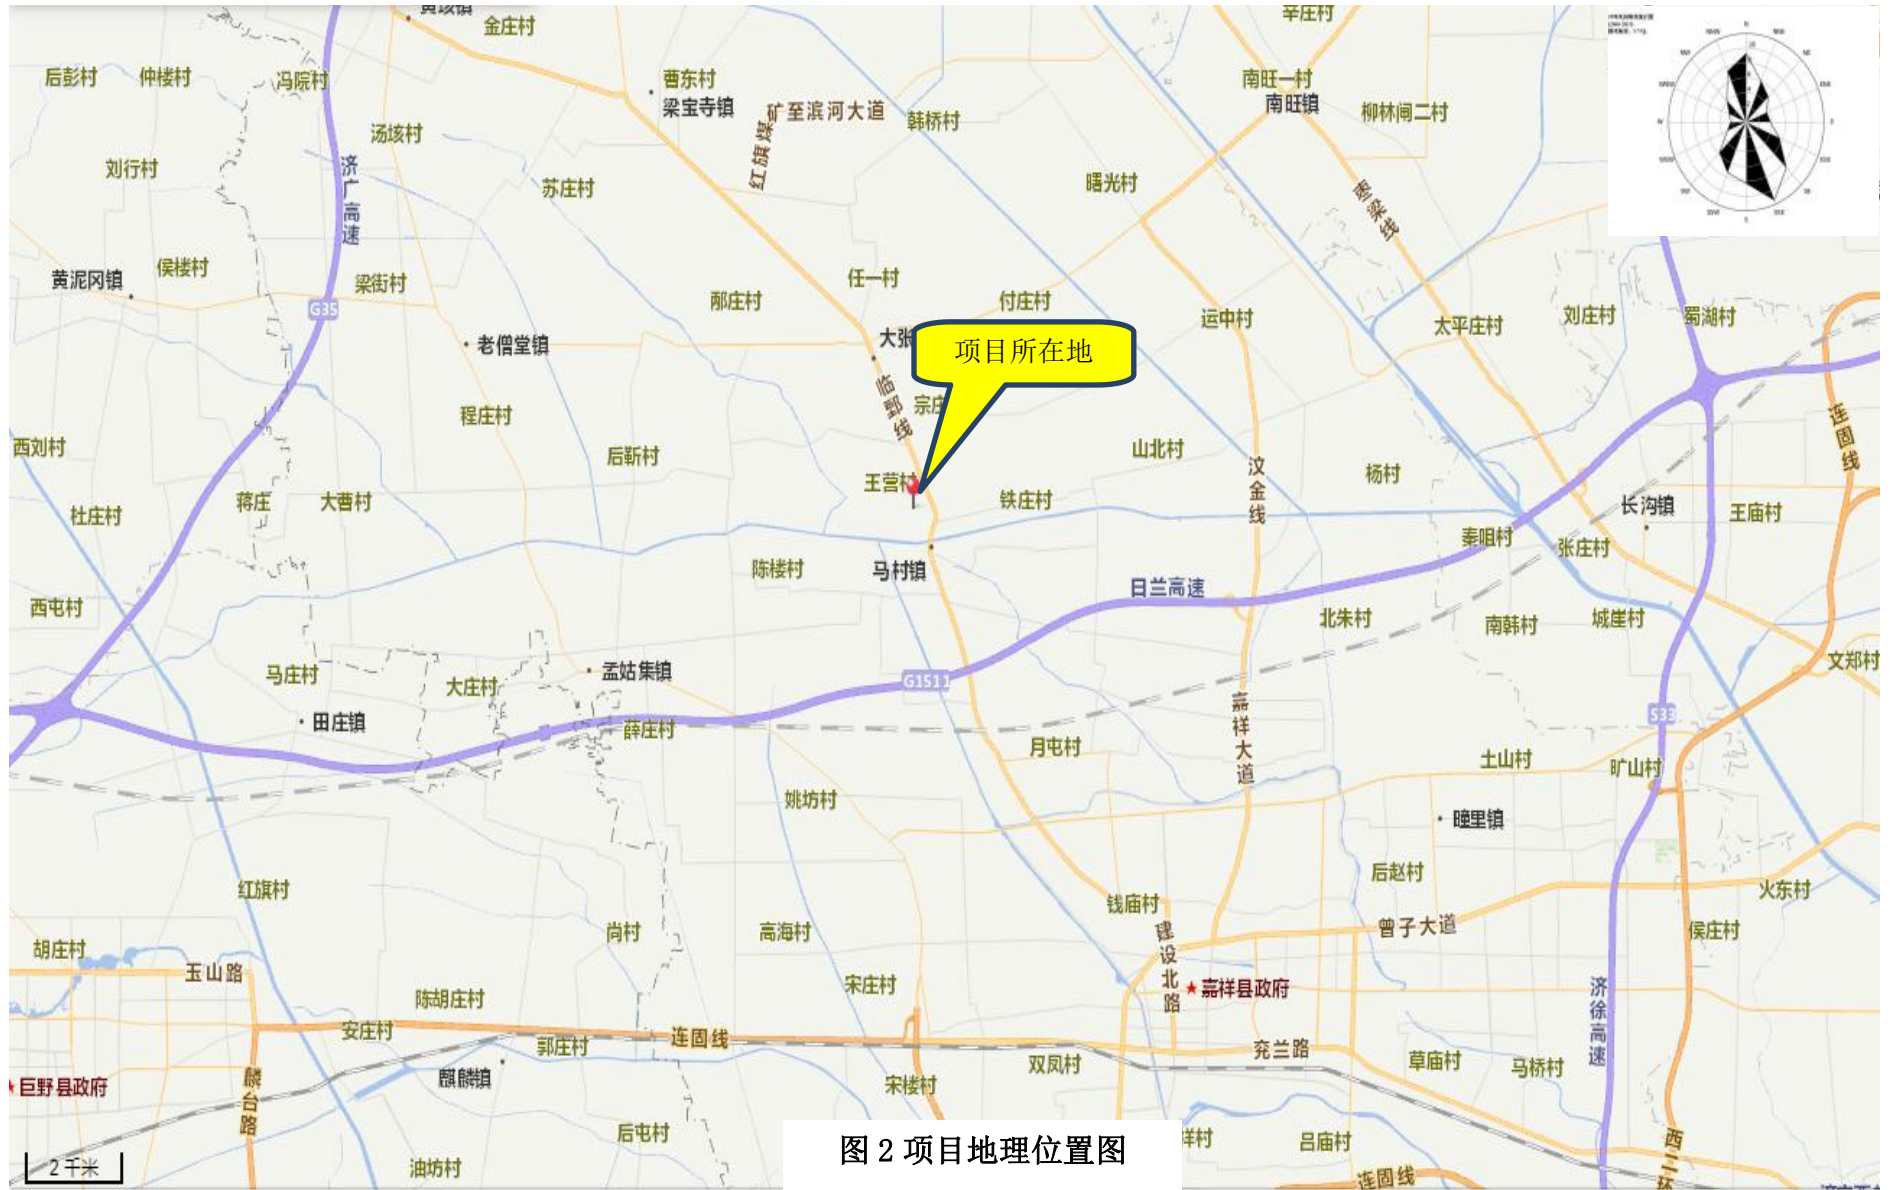 金庄村
辛庄村
后彭村
仲楼村
冯院村
曹东村
梁宝寺镇
红旗煤矿至滨河大道
韩桥村
南旺一村
南旺镇
柳林闸二村
汤垓村
刘行村
济广高速
苏庄村
曙光村
枣梁线
黄泥冈镇
侯楼村
梁街村
G35
邴庄村
任一村
付庄村
运中村
太平庄村
刘庄村
蜀湖村
老僧堂镇
大张
项目所在地
临鄄线
宗庄
程庄村
西刘村
后靳村
山北村
汶金线
杨村
连固线
王营村
铁庄村
杜庄村
蒋庄
大曹村
长沟镇
王庙村
秦咀村
张庄村
陈楼村
马村镇
日兰高速
西屯村
北朱村
南韩村
城崖村
文郑村
马庄村
大庄村
孟姑集镇
G1511
嘉祥大道
S33
田庄镇
薛庄村
月屯村
土山村
旷山村
姚坊村
疃里镇
后赵村
红旗村
钱庙村
火东村
胡庄村
尚村
高海村
建设北路
曾子大道
侯庄村
玉山路
陈胡庄村
宋庄村
嘉祥县政府
济徐高速
安庄村
郭庄村
连固线
双凤村
兖兰路
草庙村
马桥村
巨野县政府
麟台路
麒麟镇
宋楼村
后屯村
祥村
吕庙村
西二环
2 千米
油坊村
图 2 项目地理位置图
连固线